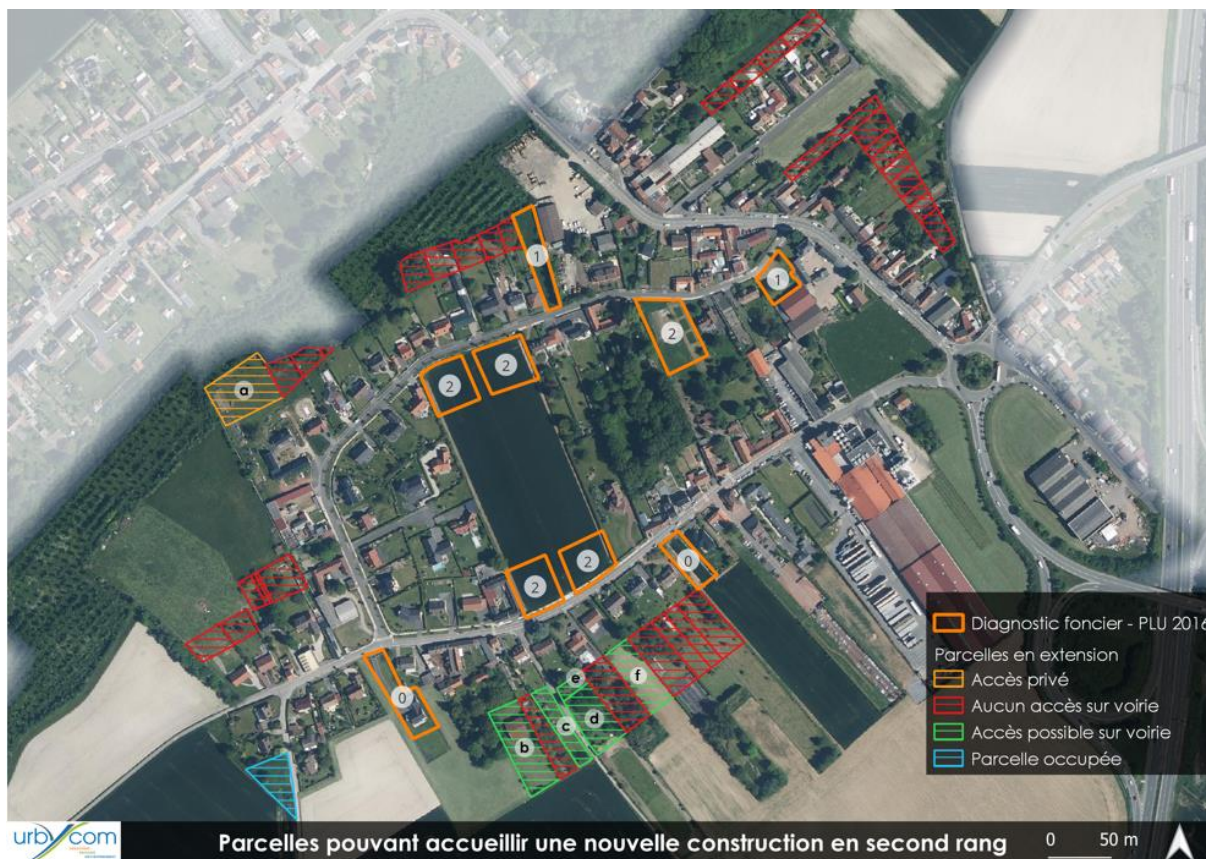 1
1
2
2
2
a
2
2
0
0
e
f
b
c
d
Diagnostic foncier - PLU 2016
Parcelles en extension
Accès privé
Aucun accès sur voirie
Accès possible sur voirie
Parcelle occupée
urbycom
Parcelles pouvant accueillir une nouvelle construction en second rang
0 50 m